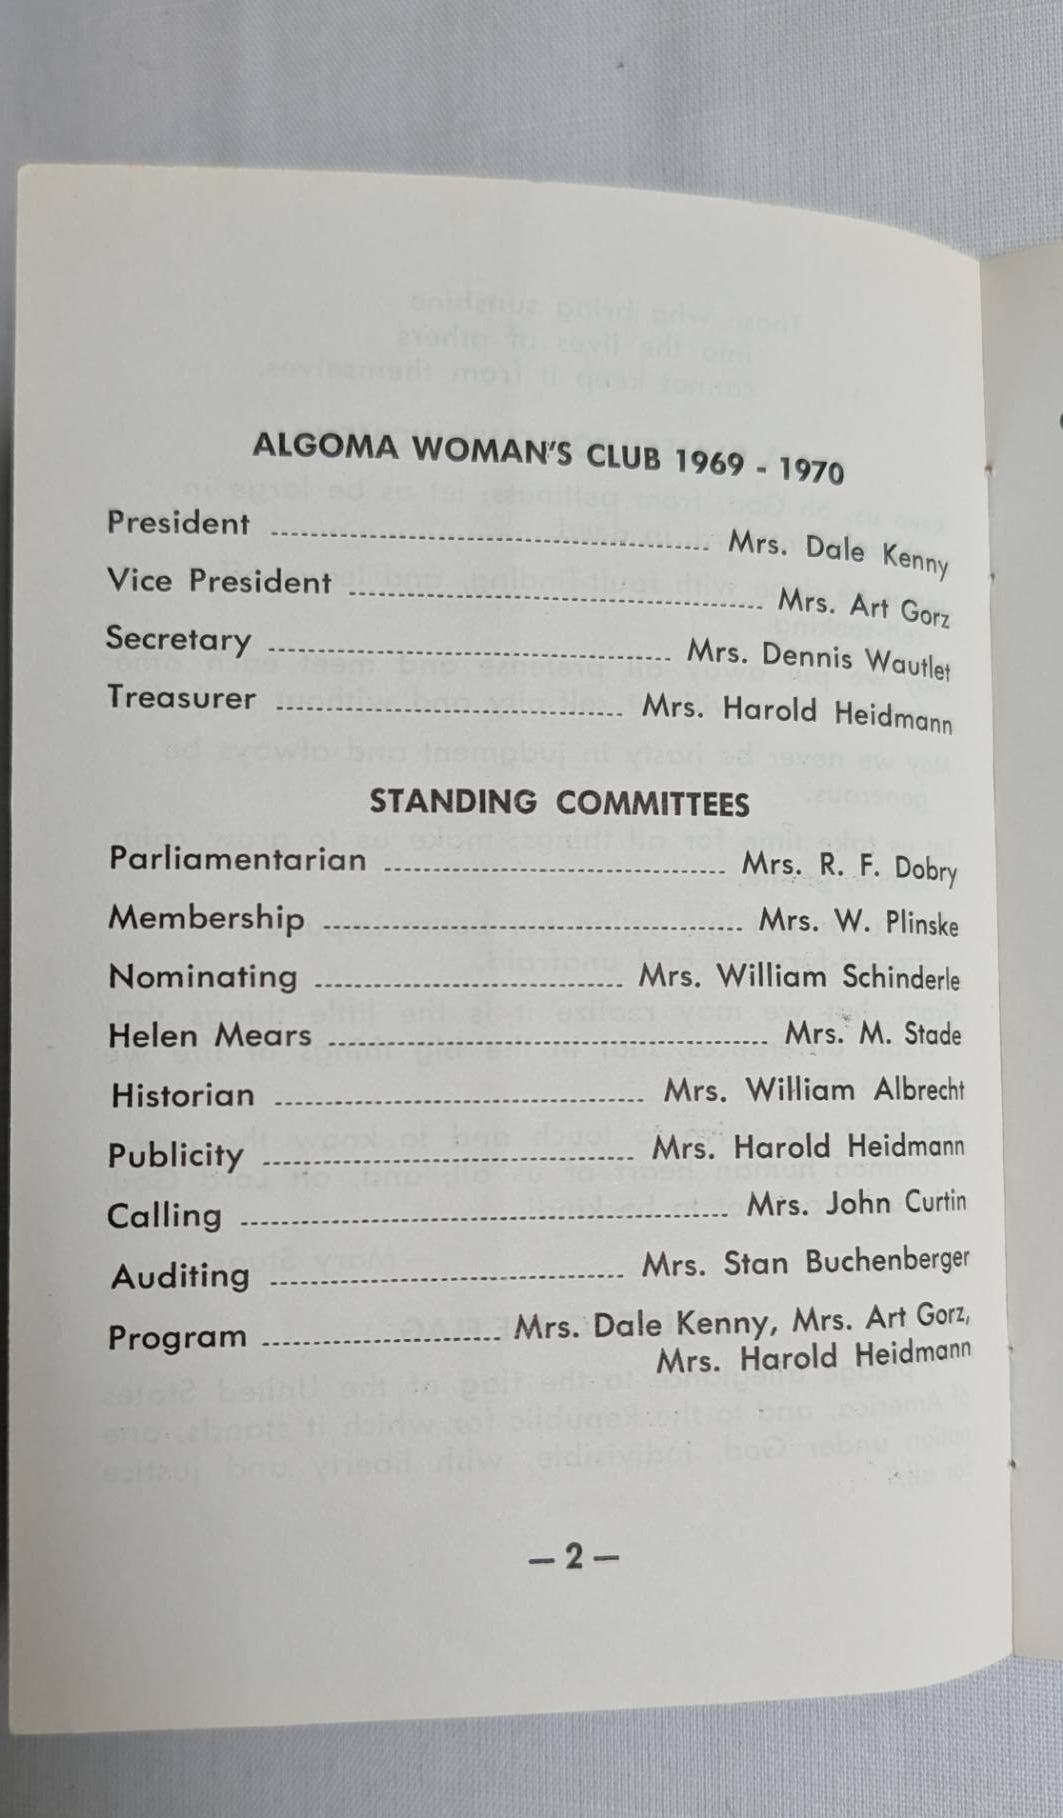 ALGOMA WOMAN'S CLUB 1969 - 1970
President ---------- Mrs. Dale Kenny
Vice President ---------- Mrs. Art Gorz
Secretary ---------- Mrs. Dennis Wautlet
Treasurer ---------- Mrs. Harold Heidmann
STANDING COMMITTEES
Parliamentarian ---------- Mrs. R. F. Dobry
Membership ---------- Mrs. W. Plinske
Nominating ---------- Mrs. William Schinderle
Helen Mears ---------- Mrs. M. Stade
Historian ---------- Mrs. William Albrecht
Publicity ---------- Mrs. Harold Heidmann
Calling ---------- Mrs. John Curtin
Auditing ---------- Mrs. Stan Buchenberger
Program ---------- Mrs. Dale Kenny, Mrs. Art Gorz,
Mrs. Harold Heidmann
— 2 —